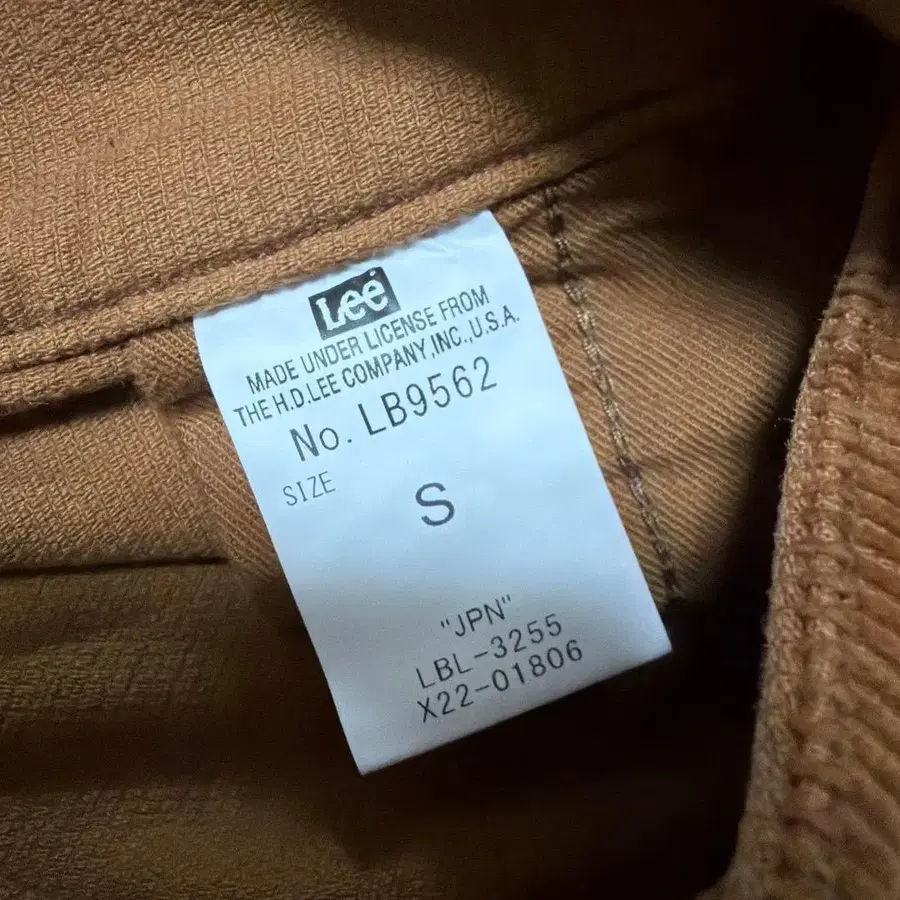 Lee
MADE UNDER LICENSE FROM
THE H.D.LEE COMPANY,INC.,U.S.A.
No. LB9562
SIZE
S
"JPN"
LBL-3255
X22-01806